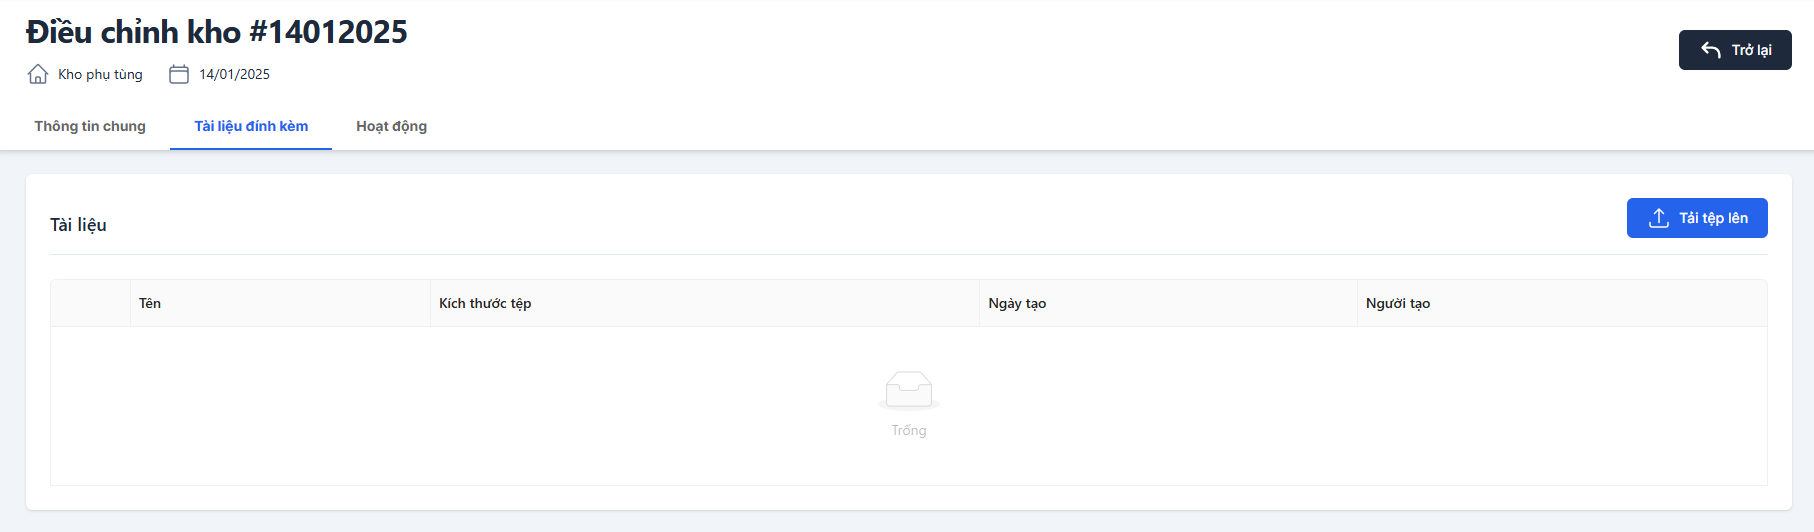 Điều chỉnh kho #14012025
Trở lại
Kho phụ tùng 14/01/2025
Thông tin chung Tài liệu đính kèm Hoạt động
Tài liệu
Tải tệp lên
Tên Kích thước tệp Ngày tạo Người tạo
Trống